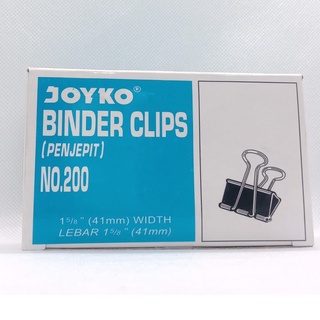 JOYKO®
BINDER CLIPS
(PENJEPIT)
NO.200
1 5/8" (41mm) WIDTH
LEBAR 1 5/8" (41mm)